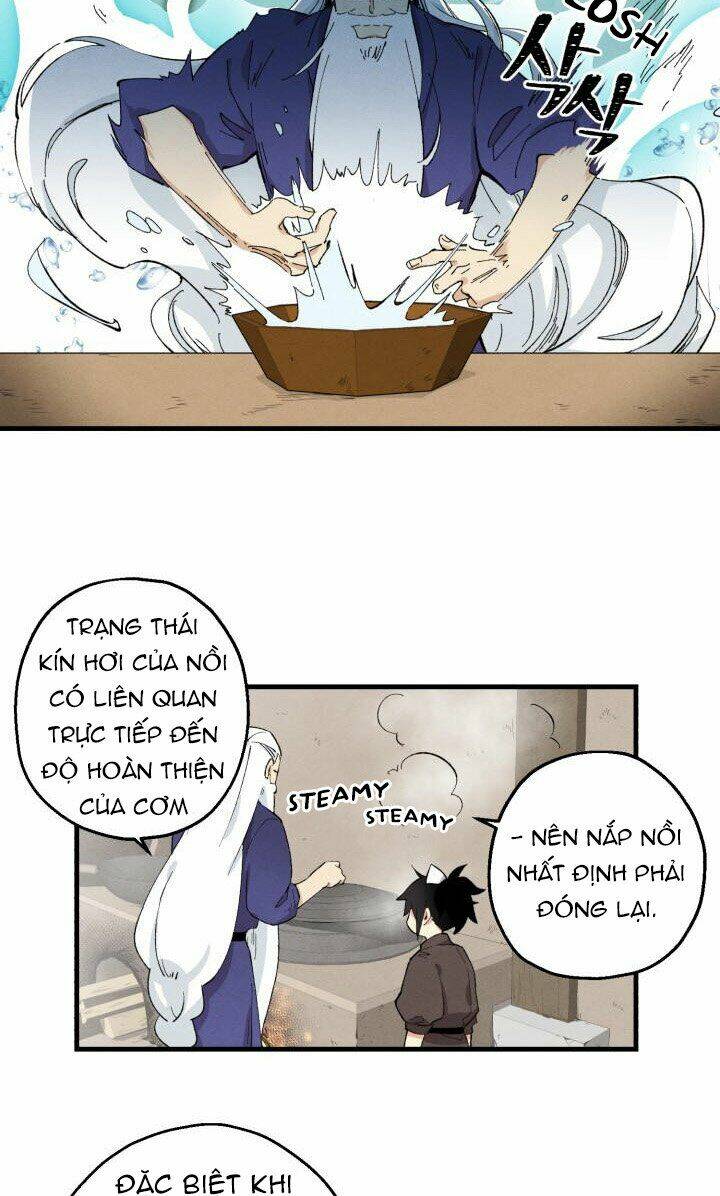 OSH
삭삭
TRẠNG THÁI
KÍN HƠI CỦA NỒI
CÓ LIÊN QUAN
TRỰC TIẾP ĐẾN
ĐỘ HOÀN THIỆN
CỦA CƠM
STEAMY
STEAMY
- NÊN NẮP NỒI
NHẤT ĐỊNH PHẢI
ĐÓNG LẠI.
ĐẶC BIỆT KHI